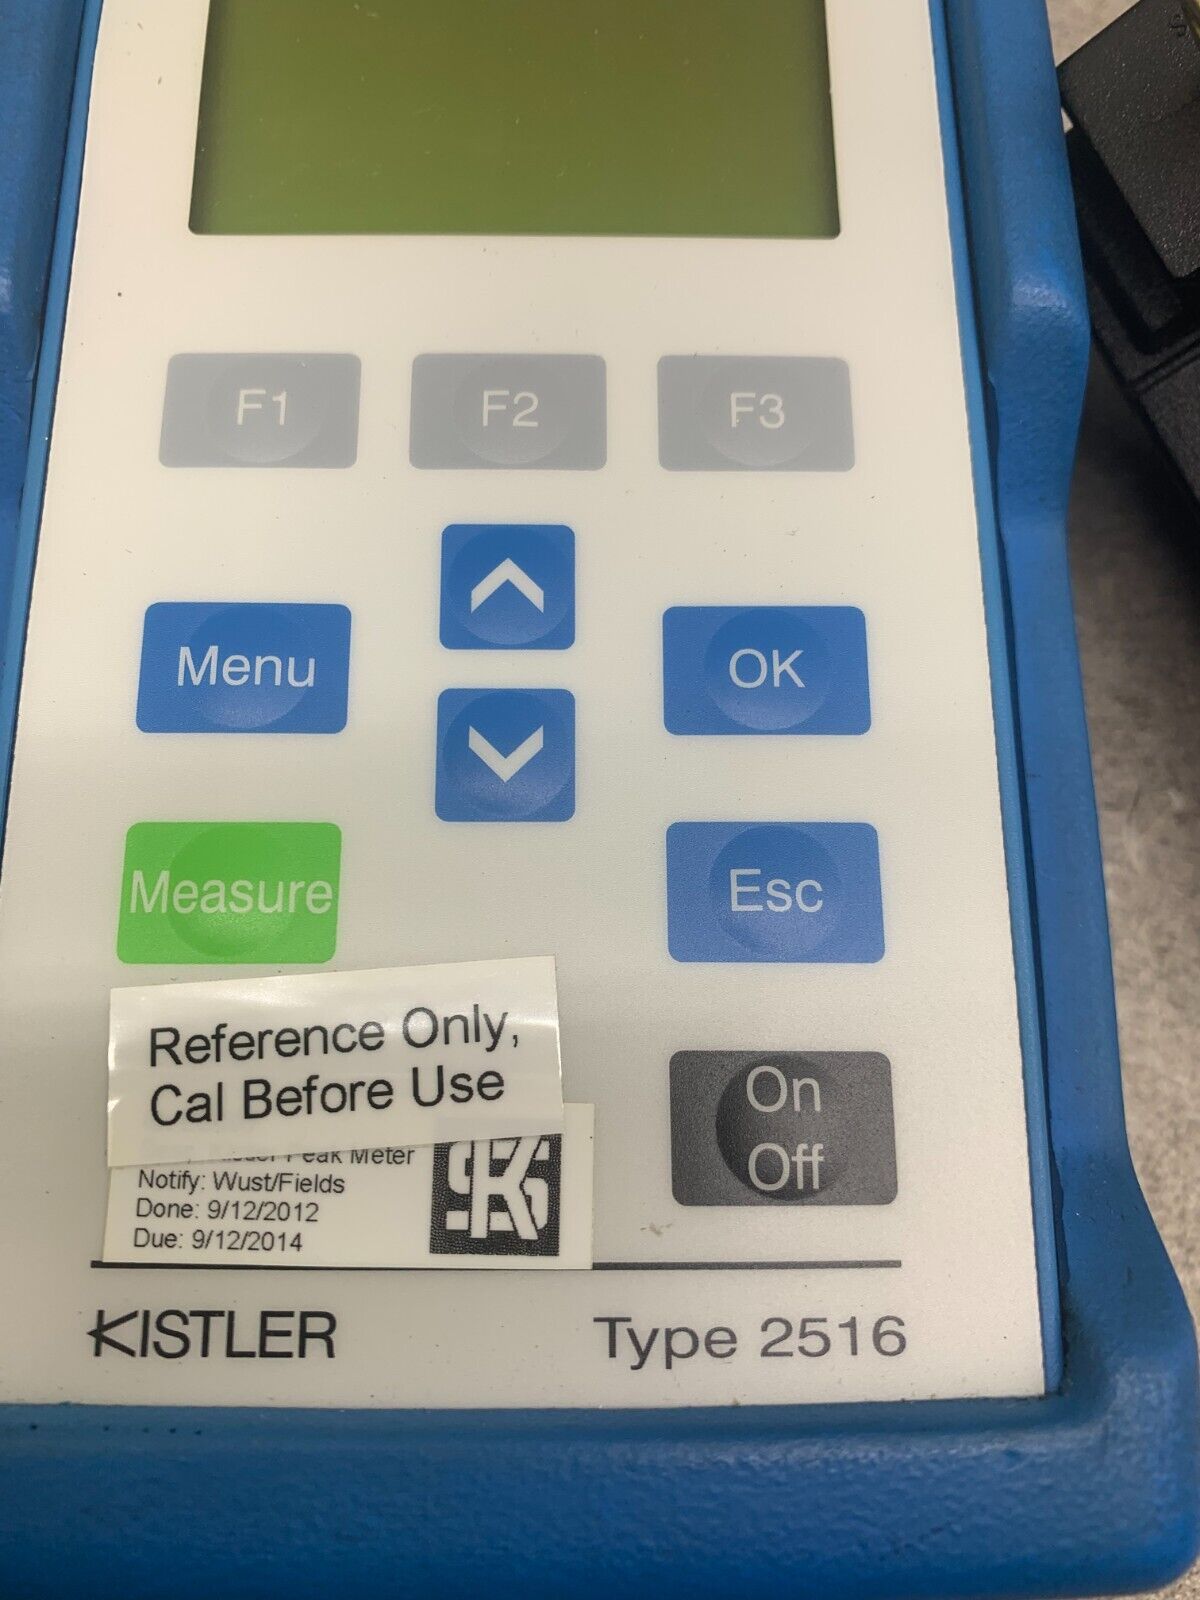 F1 F2 F3
Menu OK
Measure Esc
Reference Only,
Cal Before Use
On
Off
Peak Meter
Notify: Wust/Fields
Done: 9/12/2012
Due: 9/12/2014
KISTLER Type 2516